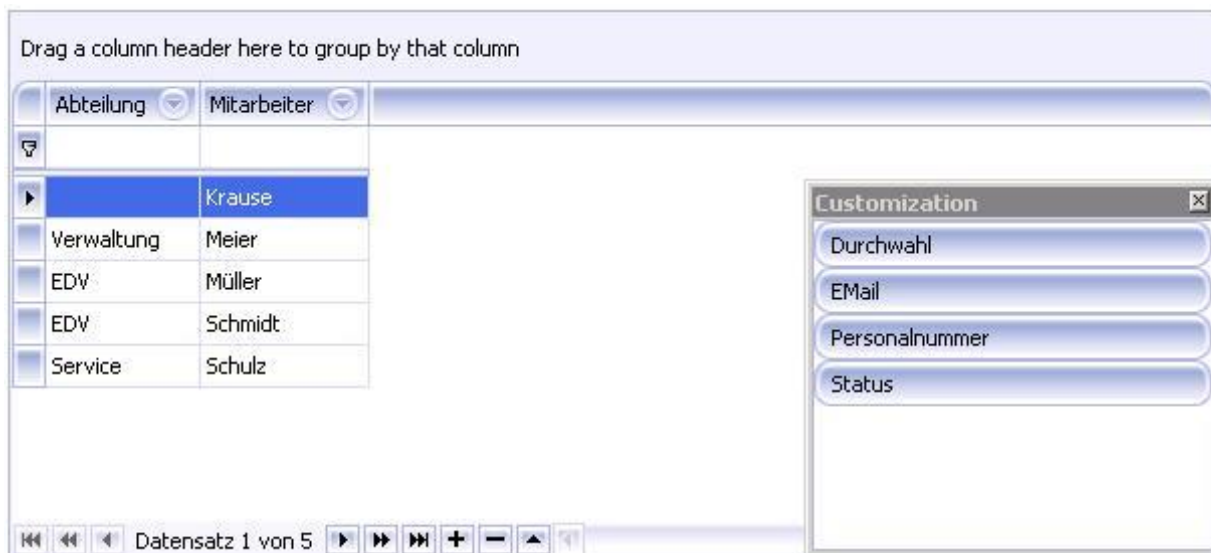 Drag a column header here to group by that column
Abteilung Mitarbeiter
Krause
Customization
Verwaltung Meier
Durchwahl
EDV Müller
EMail
EDV Schmidt
Personalnummer
Service Schulz
Status
Datensatz 1 von 5